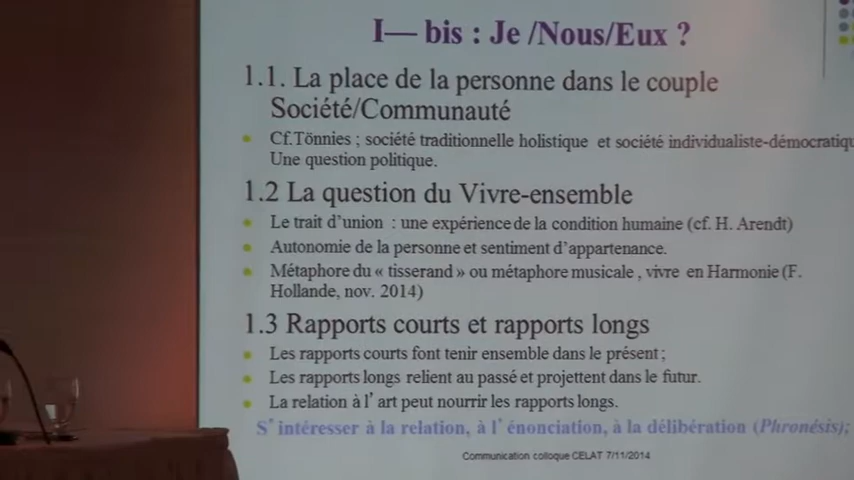 I— bis : Je /Nous/Eux ?
1.1. La place de la personne dans le couple
Société/Communauté
Cf.Tönnies ; société traditionnelle holistique et société individualiste-démocratiqu
Une question politique.
1.2 La question du Vivre-ensemble
Le trait d'union : une expérience de la condition humaine (cf. H. Arendt)
Autonomie de la personne et sentiment d'appartenance.
Métaphore du « tisserand » ou métaphore musicale , vivre en Harmonie (F.
Hollande, nov. 2014)
1.3 Rapports courts et rapports longs
Les rapports courts font tenir ensemble dans le présent ;
Les rapports longs relient au passé et projettent dans le futur.
La relation à l'art peut nourrir les rapports longs.
S'intéresser à la relation, à l'énonciation, à la délibération (Phronésis);
Communication colloque CELAT 7/11/2014